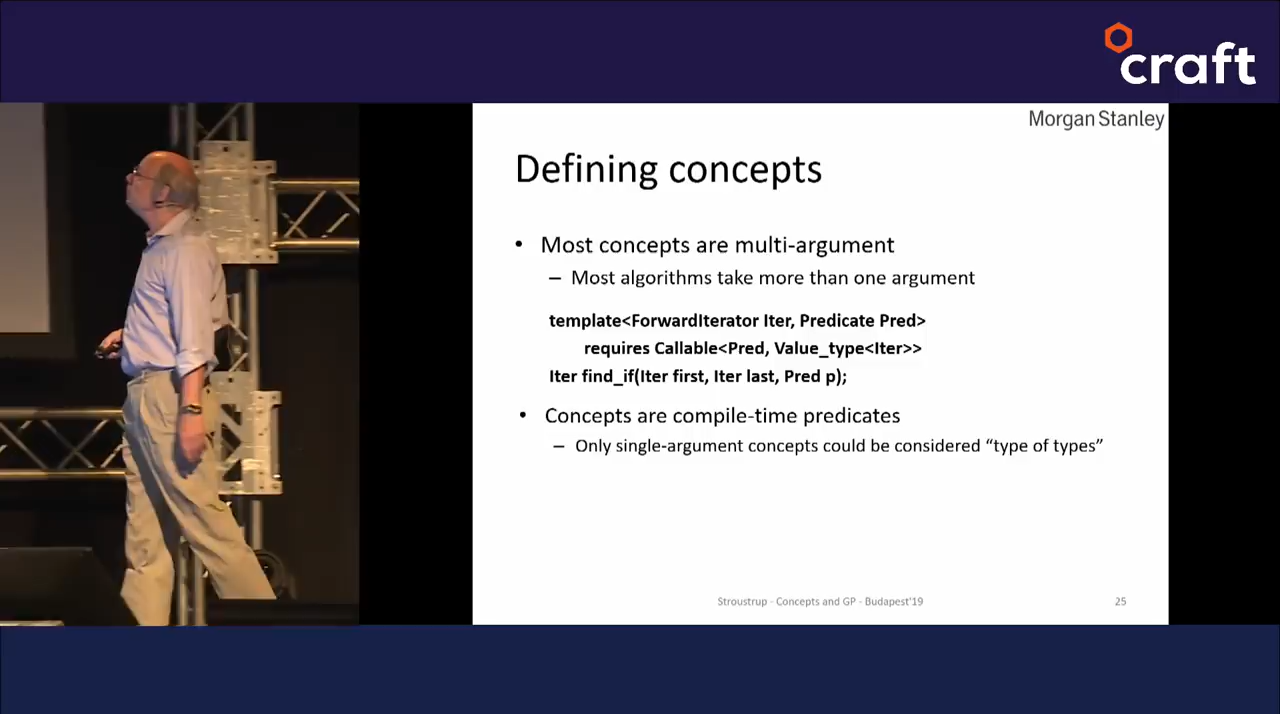 craft
Morgan Stanley
Defining concepts
• Most concepts are multi-argument
– Most algorithms take more than one argument
template<ForwardIterator Iter, Predicate Pred>
requires Callable<Pred, Value_type<Iter>>
Iter find_if(Iter first, Iter last, Pred p);
• Concepts are compile-time predicates
– Only single-argument concepts could be considered “type of types”
Stroustrup - Concepts and GP - Budapest'19
25